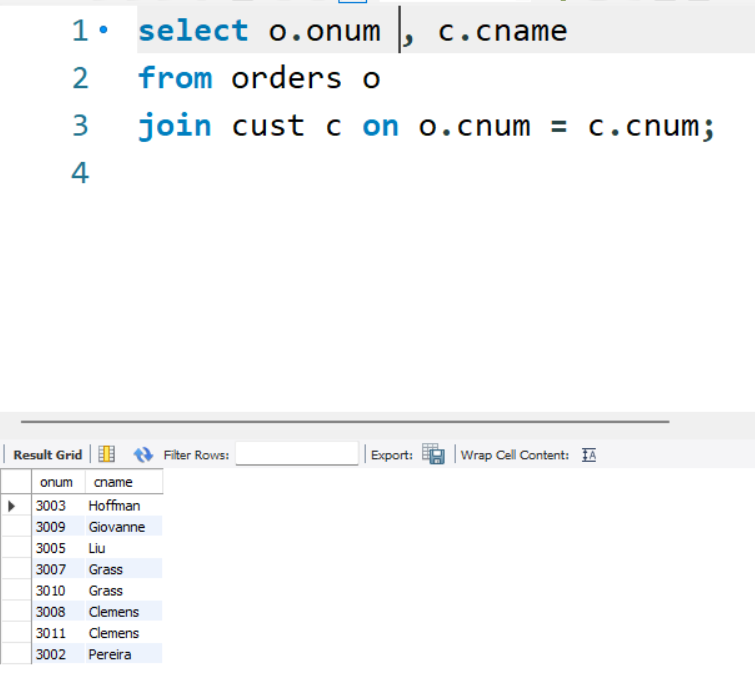 1 select o.onum , c.cname
2 from orders o
3 join cust c on o.cnum = c.cnum;
4
Result Grid Filter Rows: Export: Wrap Cell Content: IA
onum cname
3003 Hoffman
3009 Giovanne
3005 Liu
3007 Grass
3010 Grass
3008 Clemens
3011 Clemens
3002 Pereira